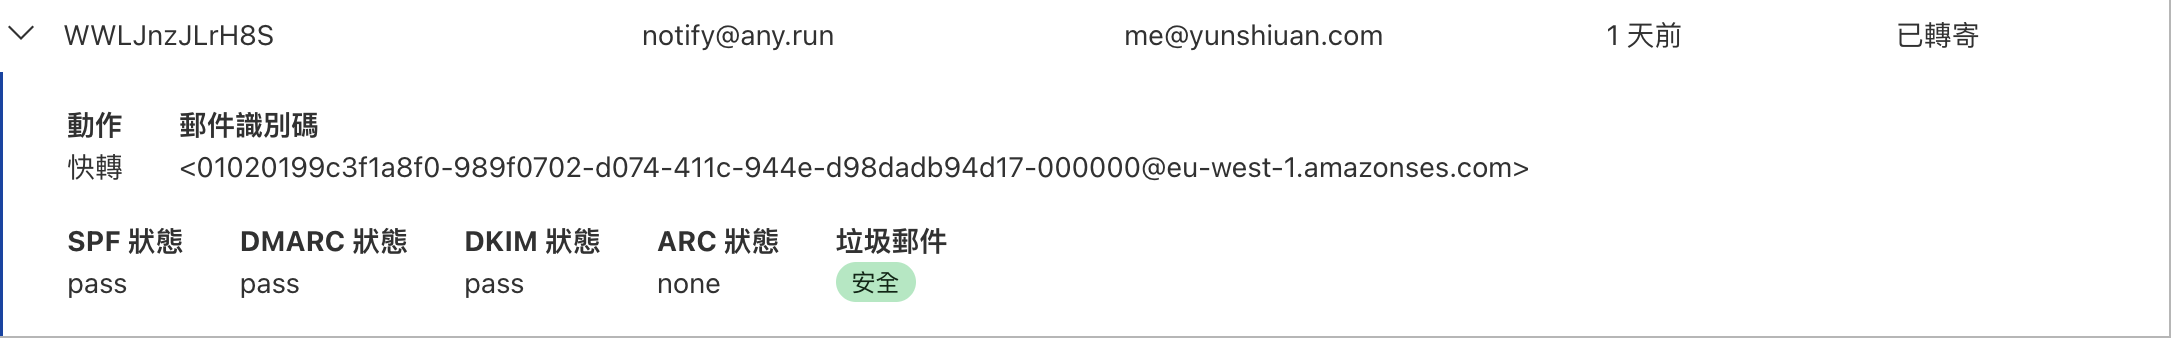 WWLJnzJLrH8S notify@any.run me@yunshiuan.com 1 天前 已轉寄
動作 郵件識別碼
快轉 <01020199c3f1a8f0-989f0702-d074-411c-944e-d98dadb94d17-000000@eu-west-1.amazonses.com>
SPF 狀態 DMARC 狀態 DKIM 狀態 ARC 狀態 垃圾郵件
pass pass pass none 安全